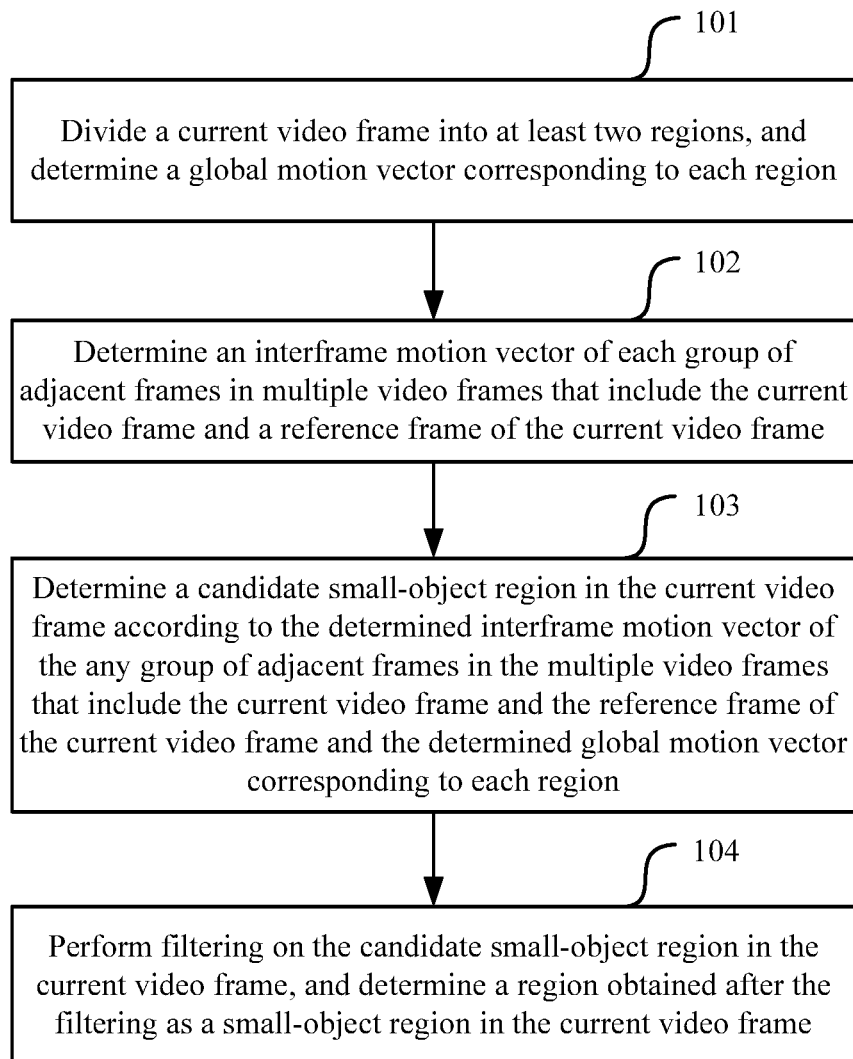 101
Divide a current video frame into at least two regions, and
determine a global motion vector corresponding to each region
102
Determine an interframe motion vector of each group of
adjacent frames in multiple video frames that include the current
video frame and a reference frame of the current video frame
103
Determine a candidate small-object region in the current video
frame according to the determined interframe motion vector of
the any group of adjacent frames in the multiple video frames
that include the current video frame and the reference frame of
the current video frame and the determined global motion vector
corresponding to each region
104
Perform filtering on the candidate small-object region in the
current video frame, and determine a region obtained after the
filtering as a small-object region in the current video frame